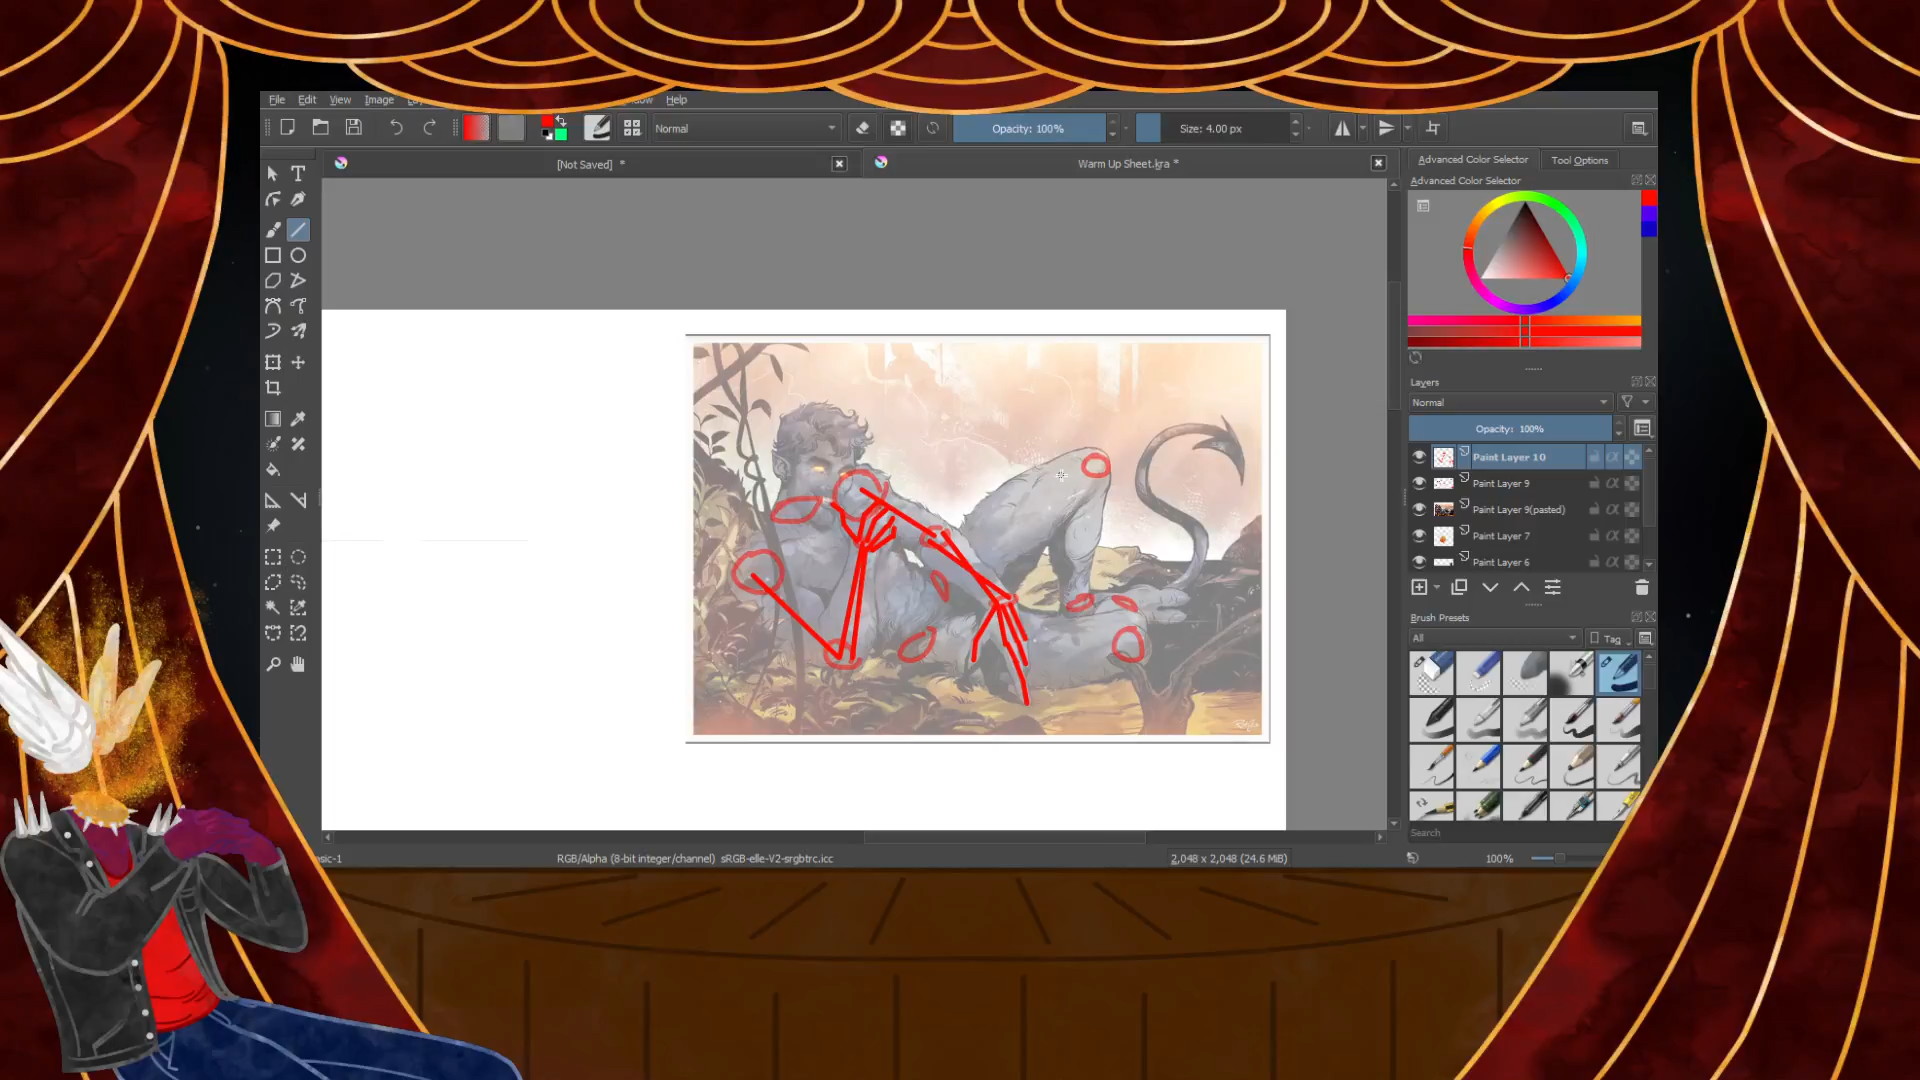 File Edit View Image Help
Normal
Opacity: 100%
Size: 4.00 px
[Not Saved] *
Warm Up Sheet.kra *
Advanced Color Selector
Tool Options
Advanced Color Selector
Layers
Normal
Opacity: 100%
Paint Layer 10
Paint Layer 9
Paint Layer 9(pasted)
Paint Layer 7
Paint Layer 6
Brush Presets
All
Tag
Search
RGB/Alpha (8-bit integer/channel) sRGB-elle-V2-srgbtrc.icc
2,048 x 2,048 (24.6 MiB)
100%